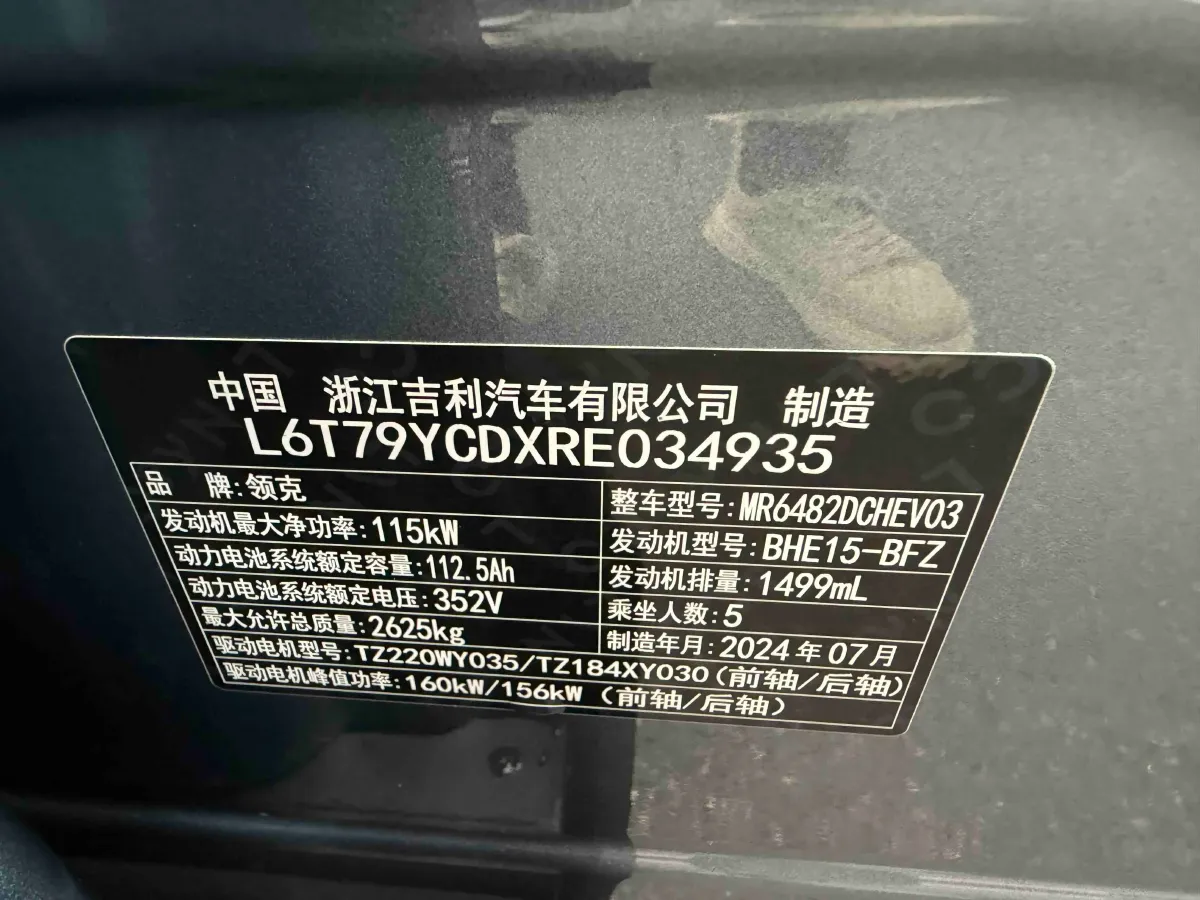 中国 浙江吉利汽车有限公司 制造
L6T79YCDXRE034935
品 牌:领克 整车型号:MR6482DCHEV03
发动机最大净功率:115kW 发动机型号:BHE15-BFZ
动力电池系统额定容量:112.5Ah 发动机排量:1499mL
动力电池系统额定电压:352V 乘坐人数:5
最大允许总质量:2625kg 制造年月:2024年07月
驱动电机型号:TZ220WY035/TZ184XY030(前轴/后轴)
驱动电机峰值功率:160kW/156kW (前轴/后轴)